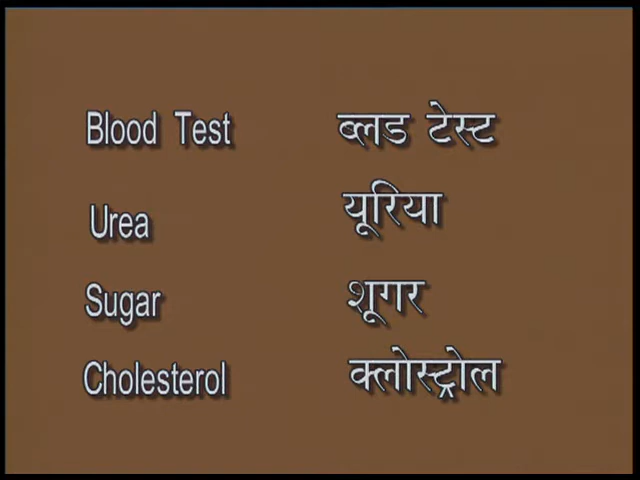 Blood Test ब्लड टेस्ट
Urea यूरिया
Sugar शूगर
Cholesterol क्लोस्ट्रोल